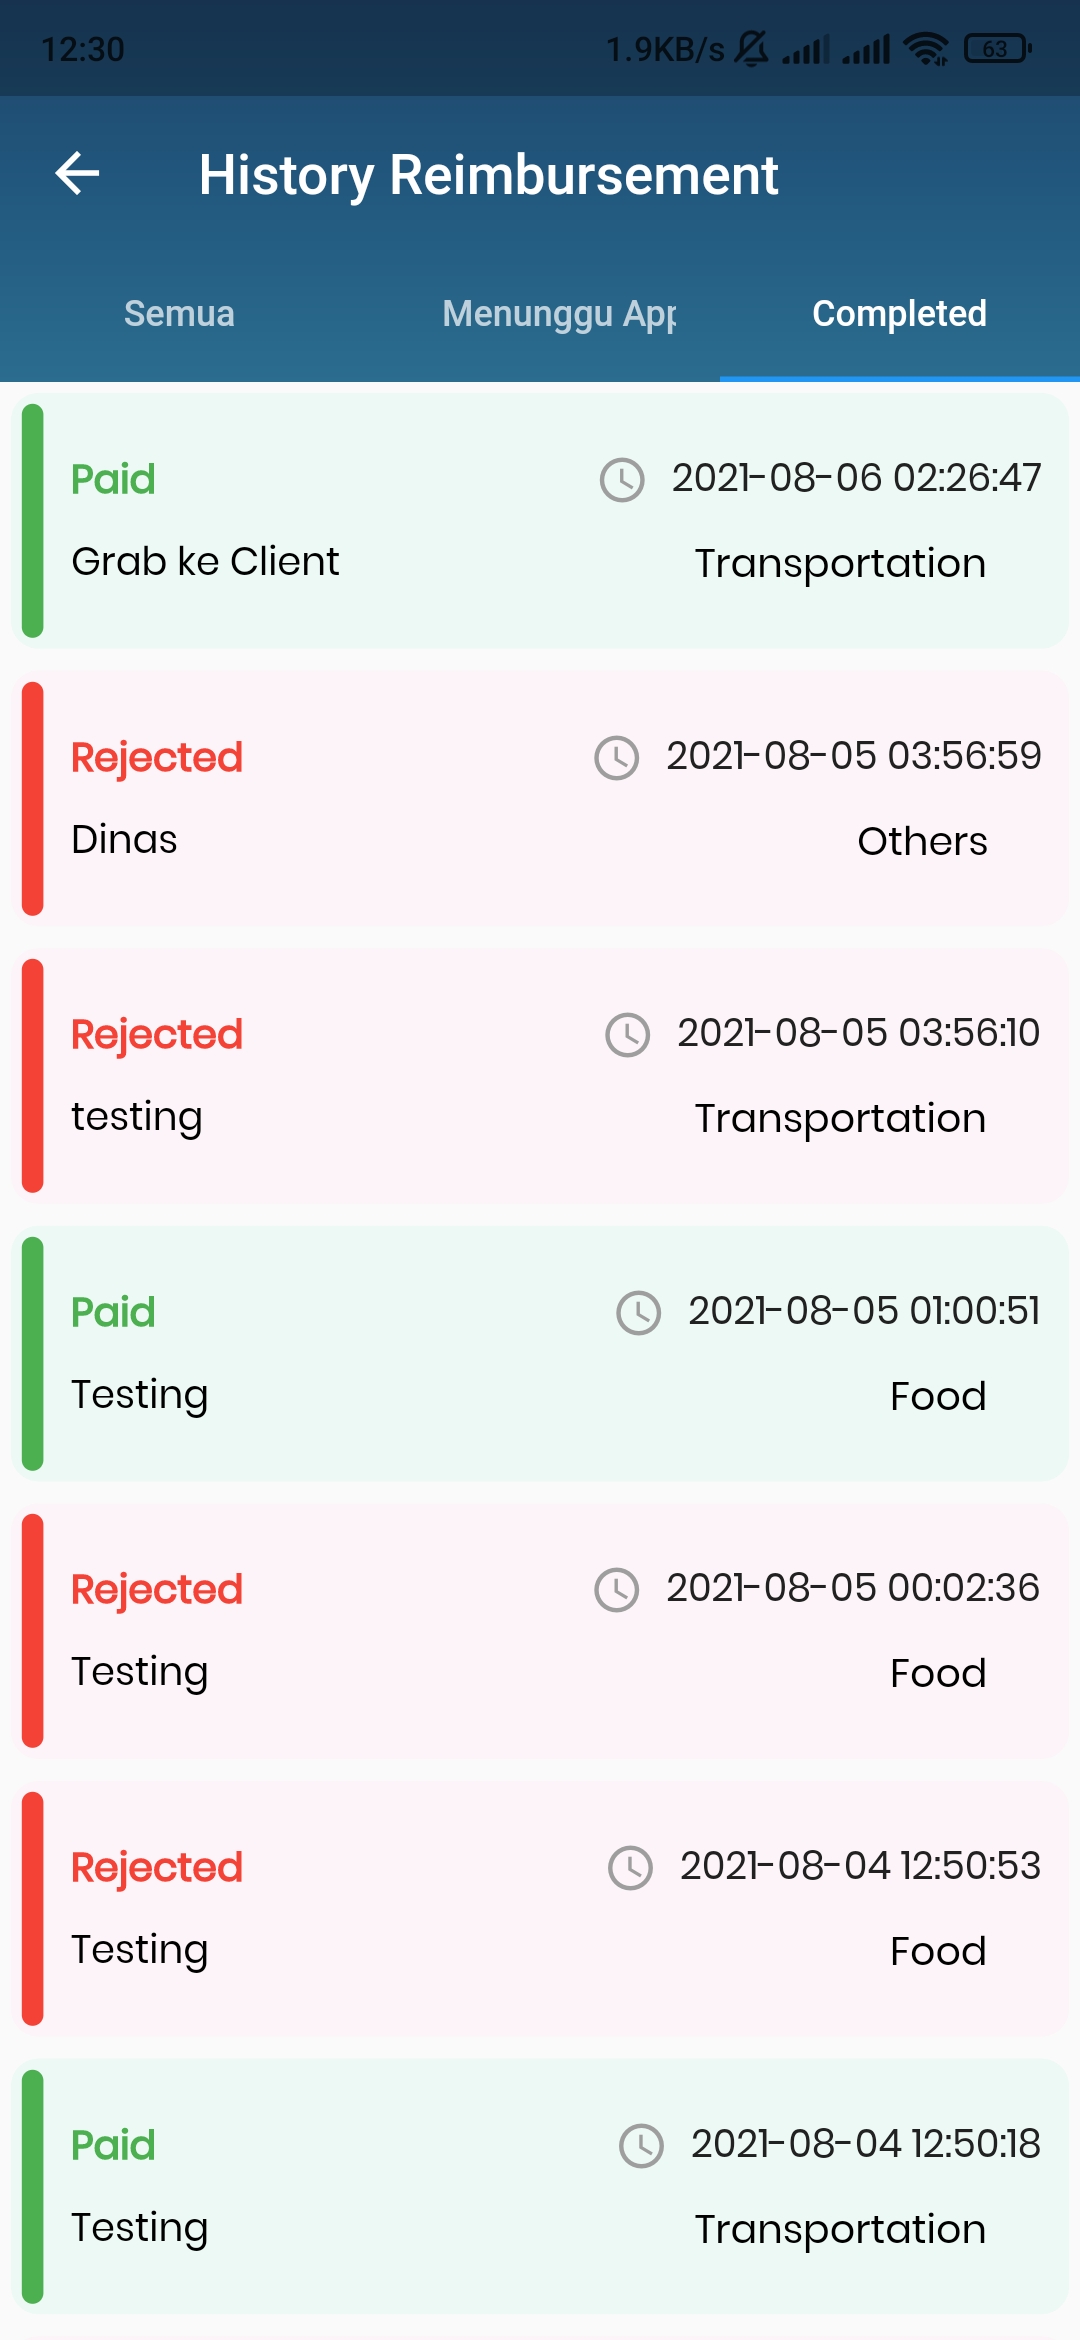 12:30 1.9KB/s 63
History Reimbursement
Semua Menunggu App Completed
Paid 2021-08-06 02:26:47
Grab ke Client Transportation
Rejected 2021-08-05 03:56:59
Dinas Others
Rejected 2021-08-05 03:56:10
testing Transportation
Paid 2021-08-05 01:00:51
Testing Food
Rejected 2021-08-05 00:02:36
Testing Food
Rejected 2021-08-04 12:50:53
Testing Food
Paid 2021-08-04 12:50:18
Testing Transportation